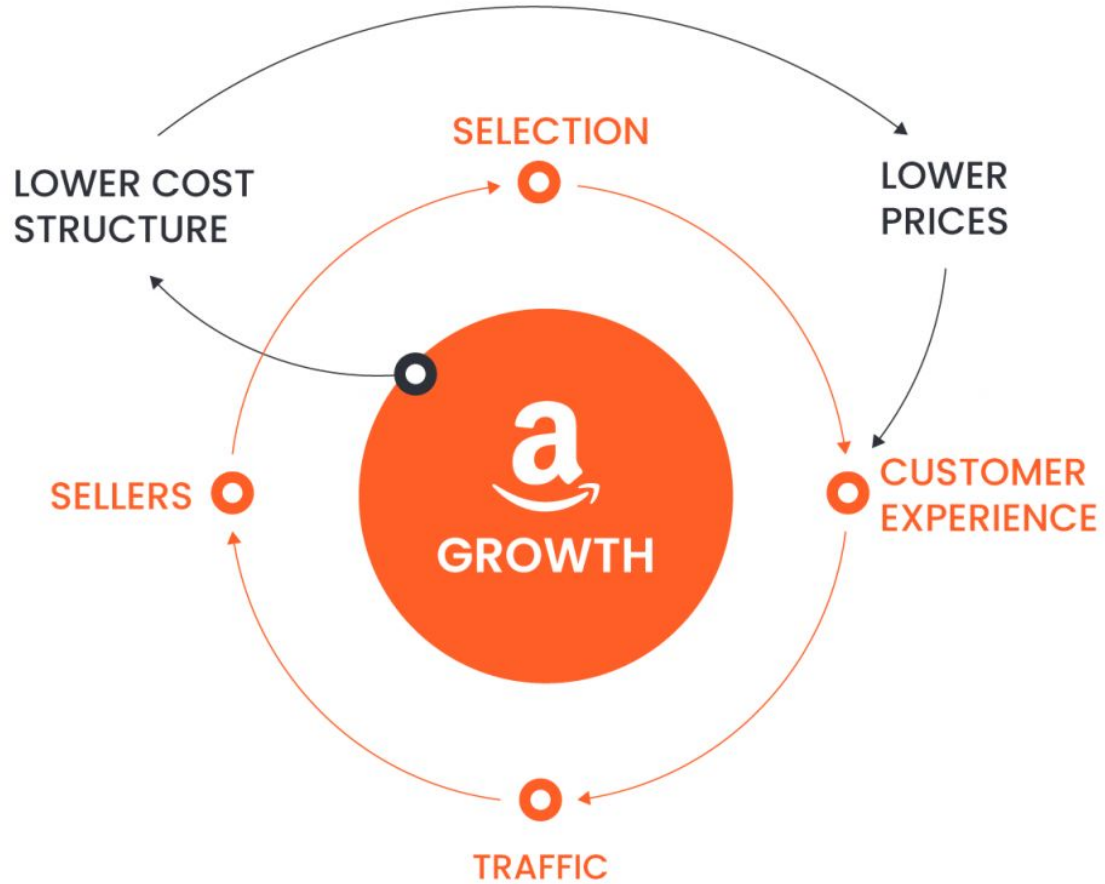 SELECTION
LOWER COST
STRUCTURE
LOWER
PRICES
a
GROWTH
SELLERS
CUSTOMER
EXPERIENCE
TRAFFIC